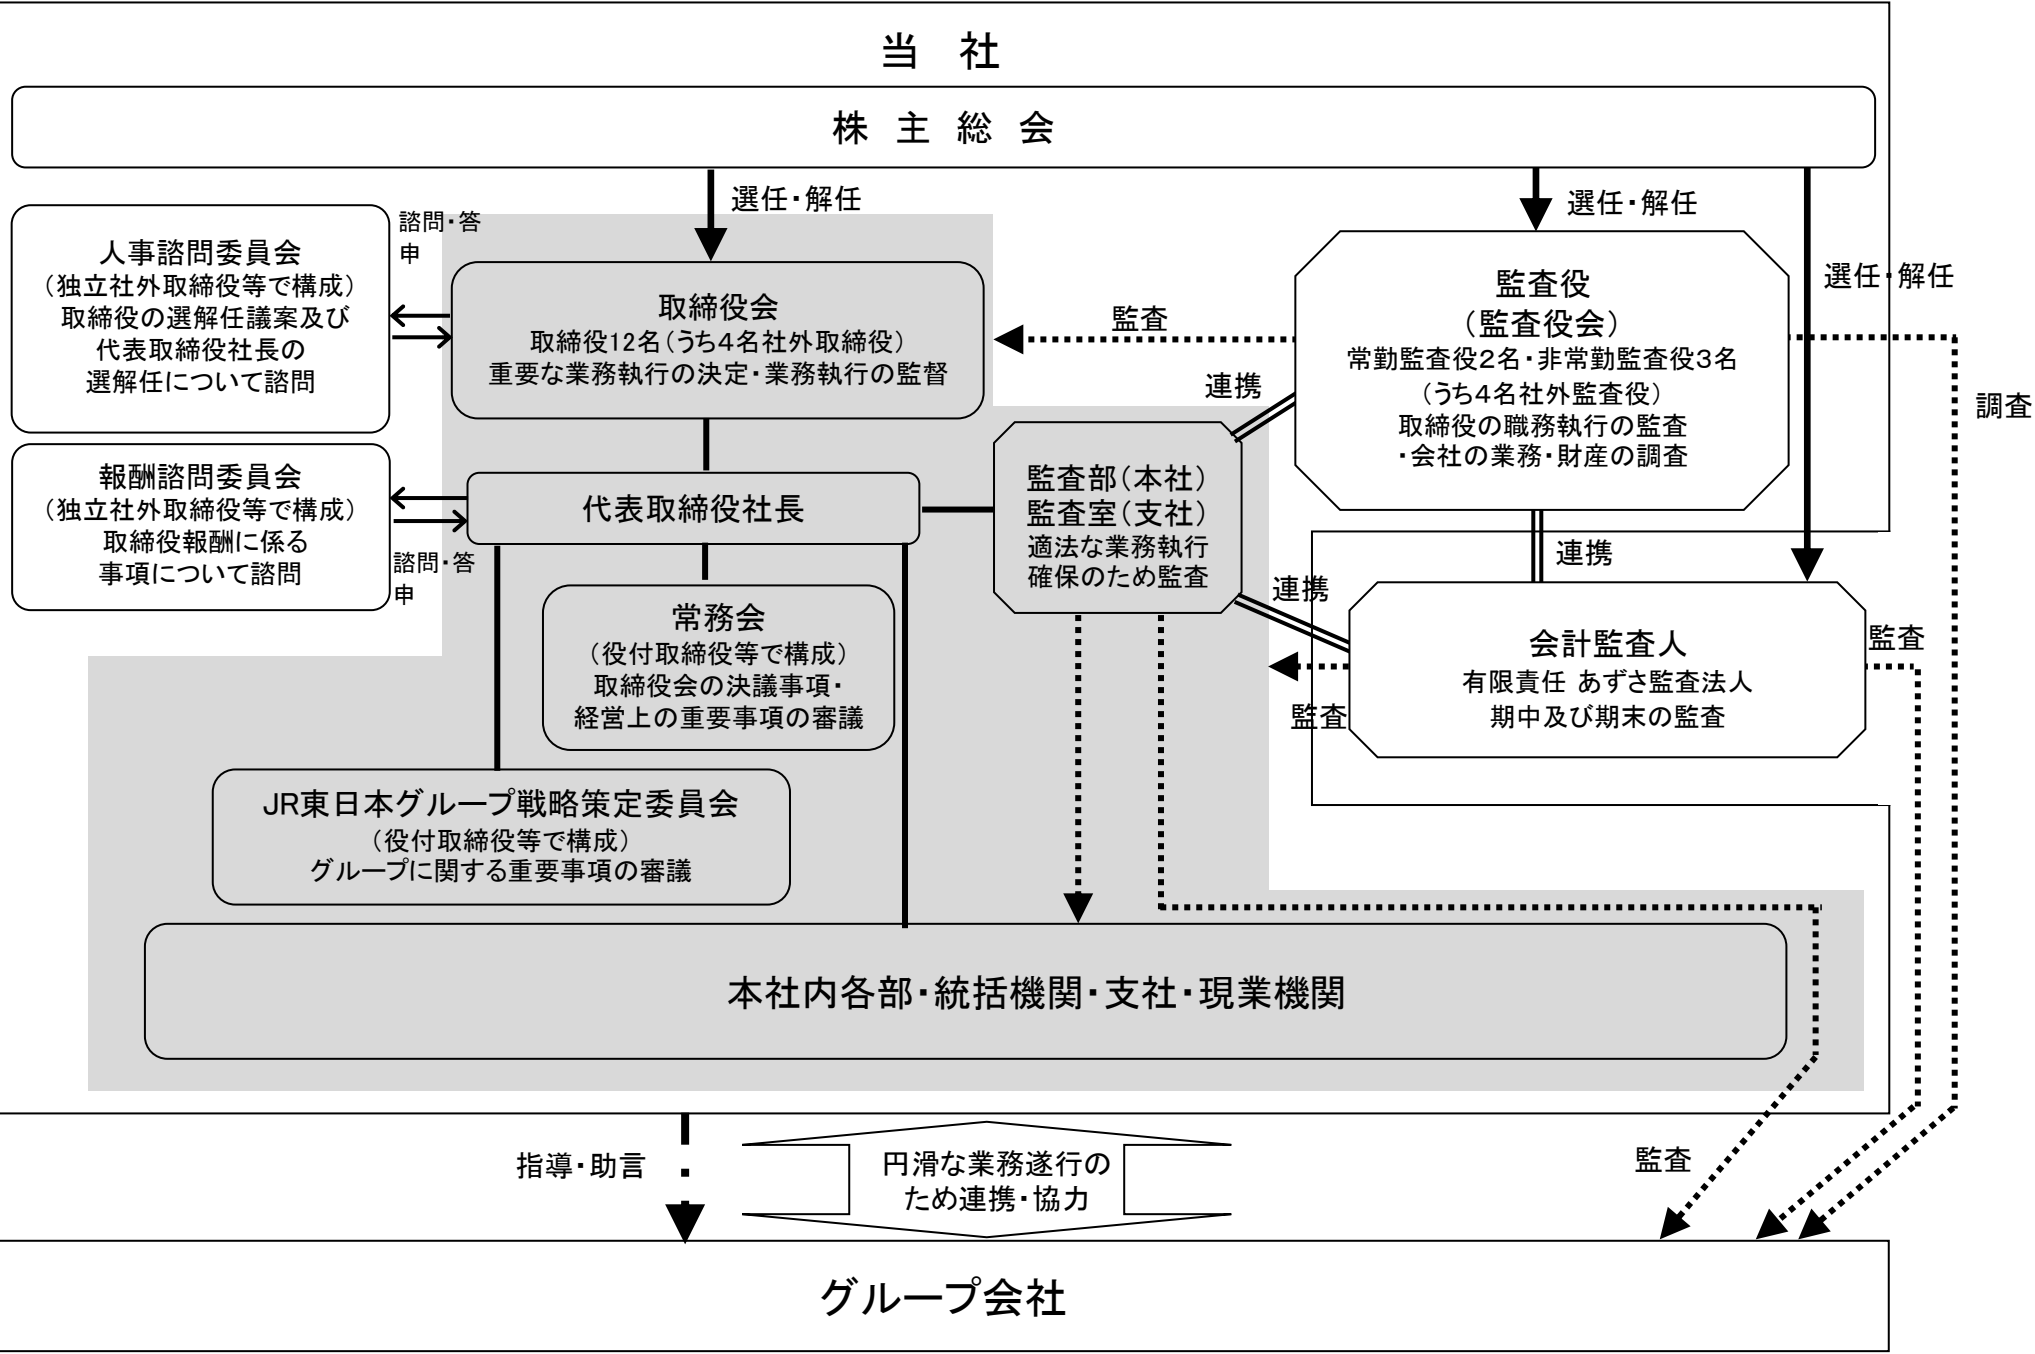 当　社
株　主　総　会
選任・解任
選任・解任
選任・解任
諮問・答
申
人事諮問委員会
（独立社外取締役等で構成）
取締役の選解任議案及び
代表取締役社長の
選解任について諮問
取締役会
取締役12名（うち４名社外取締役）
重要な業務執行の決定・業務執行の監督
監査
監査役
（監査役会）
常勤監査役２名・非常勤監査役３名
（うち４名社外監査役）
取締役の職務執行の監査
・会社の業務・財産の調査
連携
調査
報酬諮問委員会
（独立社外取締役等で構成）
取締役報酬に係る
事項について諮問
諮問・答
申
代表取締役社長
監査部（本社）
監査室（支社）
適法な業務執行
確保のため監査
連携
連携
常務会
（役付取締役等で構成）
取締役会の決議事項・
経営上の重要事項の審議
会計監査人
有限責任 あずさ監査法人
期中及び期末の監査
監査
監査
JR東日本グループ戦略策定委員会
（役付取締役等で構成）
グループに関する重要事項の審議
本社内各部・統括機関・支社・現業機関
指導・助言
円滑な業務遂行の
ため連携・協力
監査
グループ会社